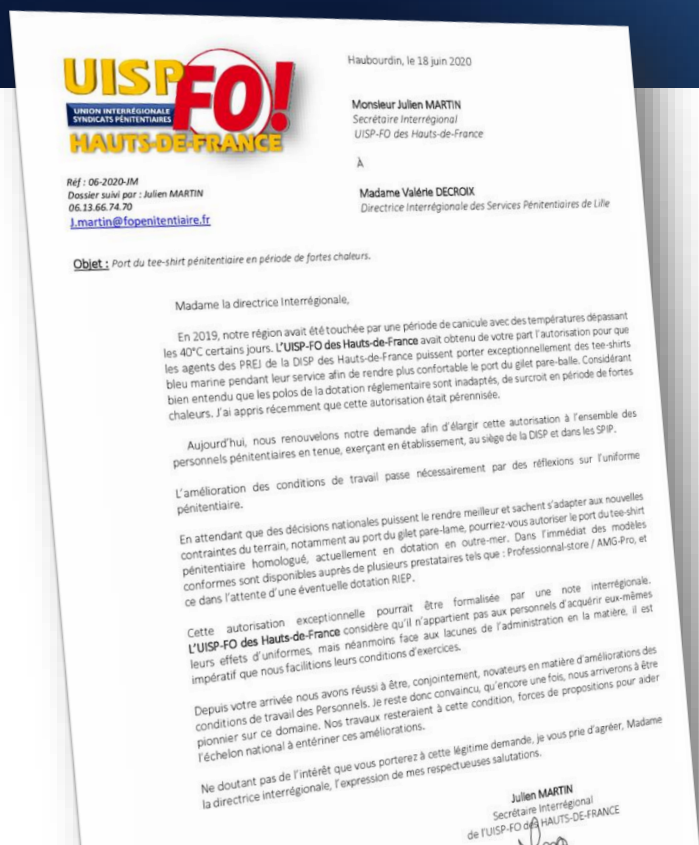 UISP FO!
UNION INTERRÉGIONALE
SYNDICATS PÉNITENTIAIRES
HAUTS-DE-FRANCE
Haubourdin, le 18 juin 2020
Monsieur Julien MARTIN
Secrétaire Interrégional
UISP-FO des Hauts-de-France
À
Réf : 06-2020-JM
Dossier suivi par : Julien MARTIN
06.13.66.74.70
J.martin@fopenitentiaire.fr
Madame Valérie DECROIX
Directrice Interrégionale des Services Pénitentiaires de Lille
Objet : Port du tee-shirt pénitentiaire en période de fortes chaleurs.
Madame la directrice Interrégionale,
En 2019, notre région avait été touchée par une période de canicule avec des températures dépassant
les 40°C certains jours. L'UISP-FO des Hauts-de-France avait obtenu de votre part l'autorisation pour que
les agents des PREJ de la DISP des Hauts-de-France puissent porter exceptionnellement des tee-shirts
bleu marine pendant leur service afin de rendre plus confortable le port du gilet pare-balle. Considérant
bien entendu que les polos de la dotation réglementaire sont inadaptés, de surcroit en période de fortes
chaleurs. J'ai appris récemment que cette autorisation était pérennisée.
Aujourd'hui, nous renouvelons notre demande afin d'élargir cette autorisation à l'ensemble des
personnels pénitentiaires en tenue, exerçant en établissement, au siège de la DISP et dans les SPIP.
L'amélioration des conditions de travail passe nécessairement par des réflexions sur l'uniforme
pénitentiaire.
En attendant que des décisions nationales puissent le rendre meilleur et sachent s'adapter aux nouvelles
contraintes du terrain, notamment au port du gilet pare-lame, pourriez-vous autoriser le port du tee-shirt
pénitentiaire homologué, actuellement en dotation en outre-mer. Dans l'immédiat des modèles
conformes sont disponibles auprès de plusieurs prestataires tels que : Professionnal-store / AMG-Pro, et
ce dans l'attente d'une éventuelle dotation RIEP.
Cette autorisation exceptionnelle pourrait être formalisée par une note interrégionale.
L'UISP-FO des Hauts-de-France considère qu'il n'appartient pas aux personnels d'acquérir eux-mêmes
leurs effets d'uniformes, mais néanmoins face aux lacunes de l'administration en la matière, il est
impératif que nous facilitions leurs conditions d'exercices.
Depuis votre arrivée nous avons réussi à être, conjointement, novateurs en matière d'améliorations des
conditions de travail des Personnels. Je reste donc convaincu, qu'encore une fois, nous arriverons à être
pionnier sur ce domaine. Nos travaux resteraient à cette condition, forces de propositions pour aider
l'échelon national à entériner ces améliorations.
Ne doutant pas de l'intérêt que vous porterez à cette légitime demande, je vous prie d'agréer, Madame
la directrice interrégionale, l'expression de mes respectueuses salutations.
Julien MARTIN
Secrétaire Interrégional
de l'UISP-FO des HAUTS-DE-FRANCE